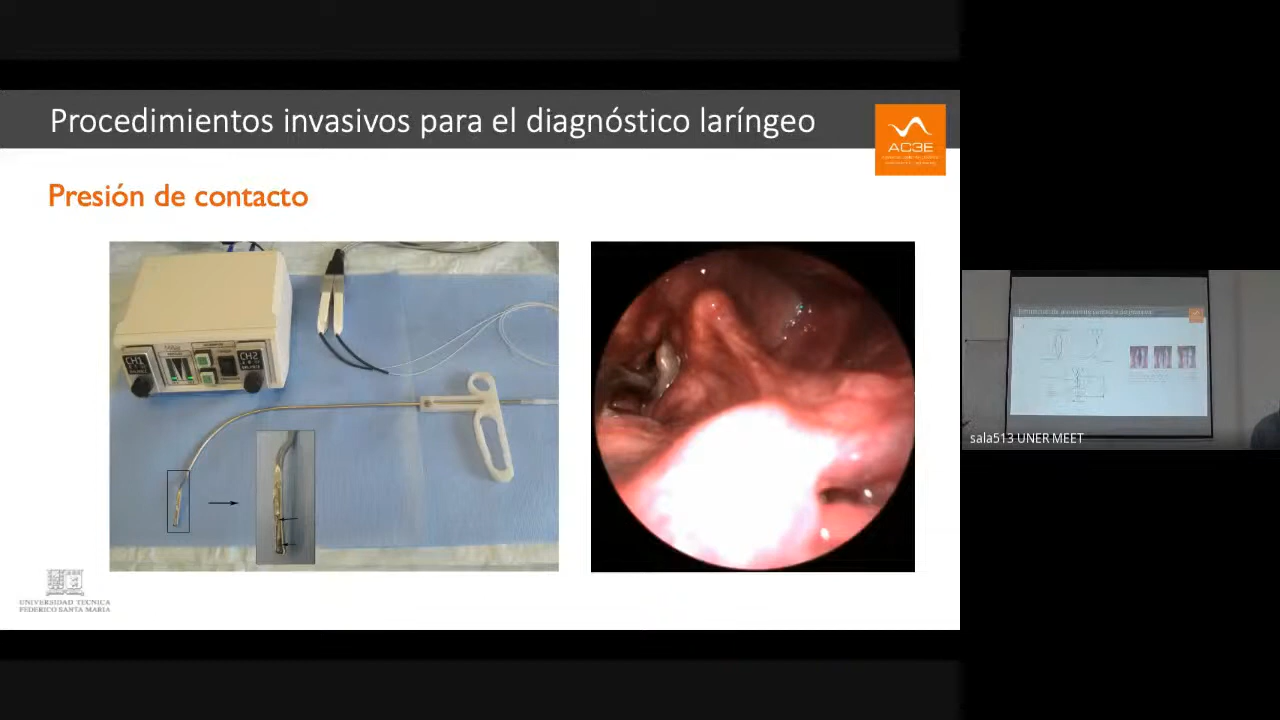 Procedimientos invasivos para el diagnóstico laríngeo
AC3E
Presión de contacto
CH1
CH2
UNIVERSIDAD TECNICA
FEDERICO SANTA MARIA
sala513 UNER MEET